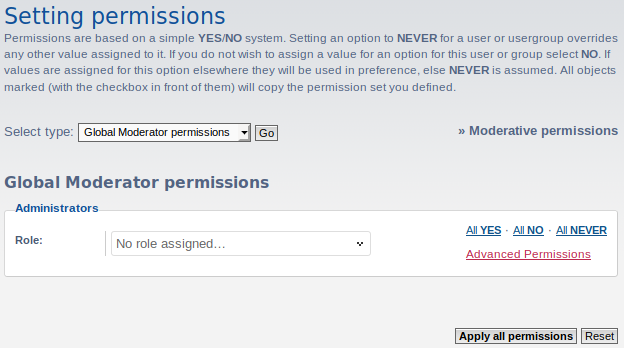 Setting permissions
Permissions are based on a simple YES/NO system. Setting an option to NEVER for a user or usergroup overrides
any other value assigned to it. If you do not wish to assign a value for an option for this user or group select NO. If
values are assigned for this option elsewhere they will be used in preference, else NEVER is assumed. All objects
marked (with the checkbox in front of them) will copy the permission set you defined.
Select type: Global Moderator permissions Go » Moderative permissions
Global Moderator permissions
Administrators
All YES · All NO · All NEVER
Role: No role assigned…
Advanced Permissions
Apply all permissions Reset